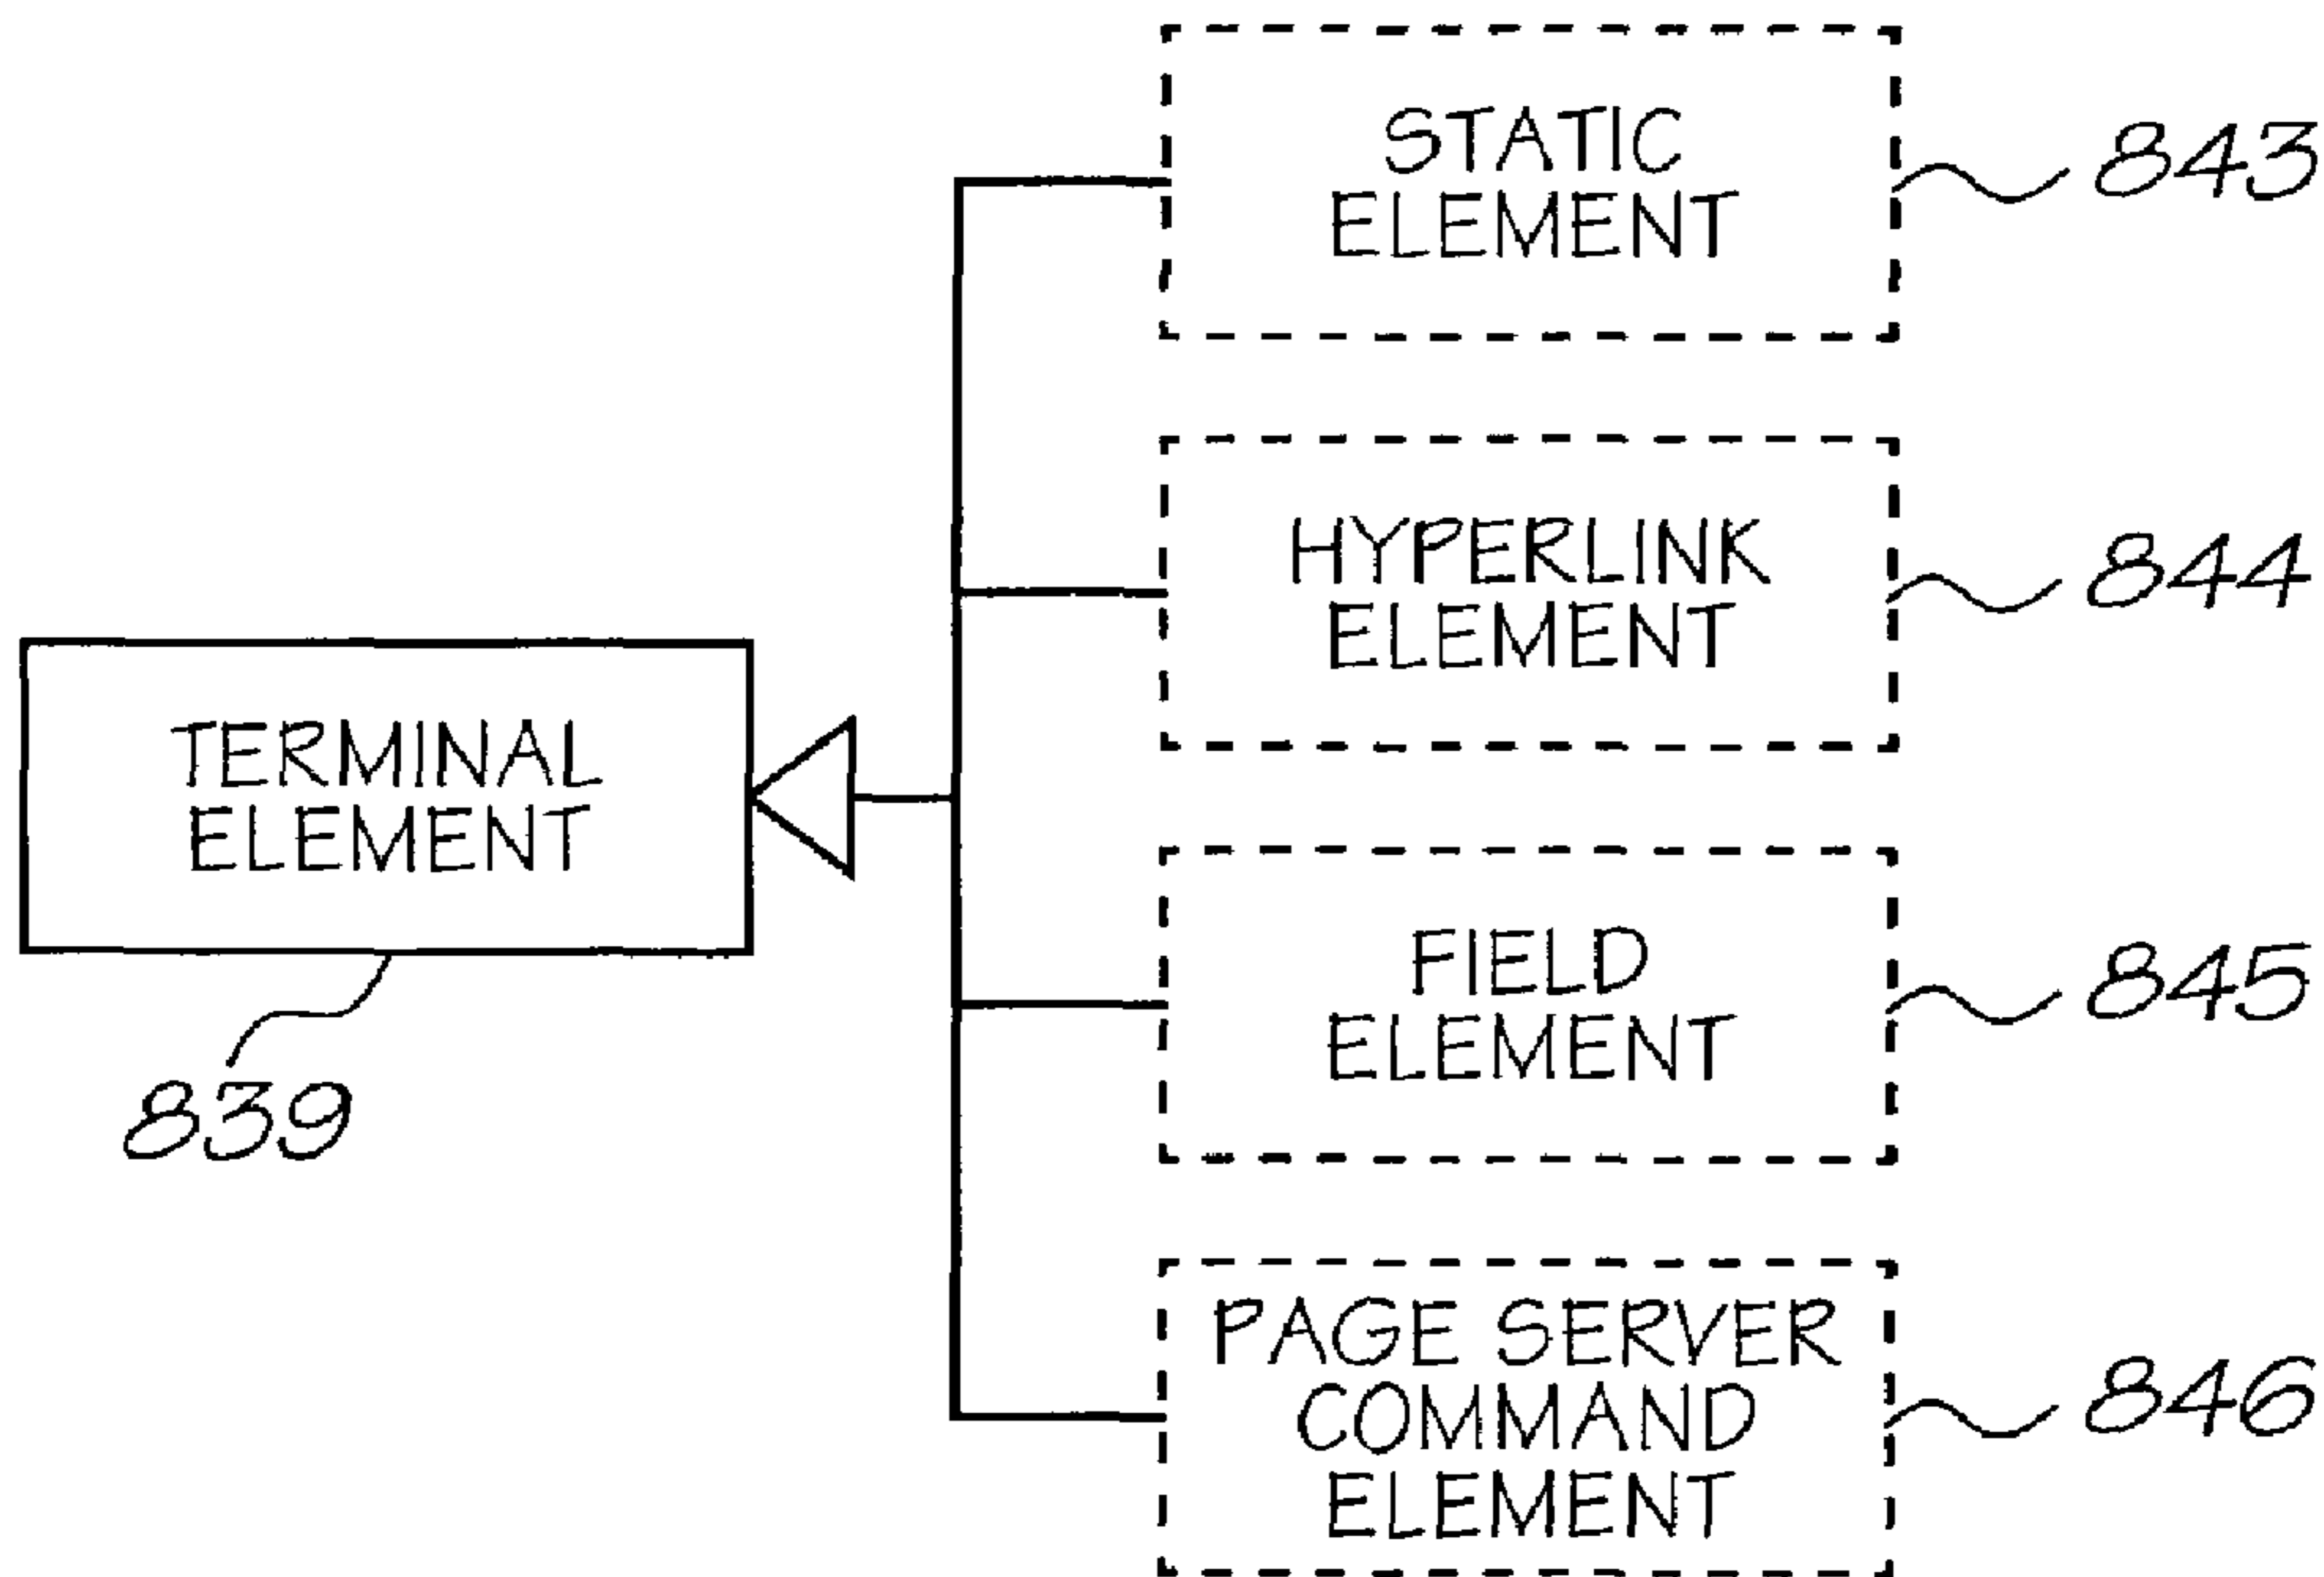 STATIC
ELEMENT
843
HYPERLINK
ELEMENT
844
TERMINAL
ELEMENT
839
FIELD
ELEMENT
845
PAGE SERVER
COMMAND
ELEMENT
846